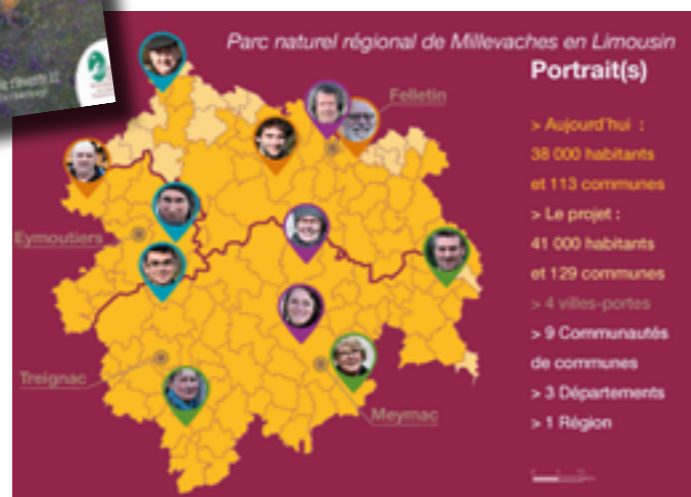 Parc naturel régional de Millevaches en Limousin
Portrait(s)
Felletin
> Aujourd'hui :
38 000 habitants
et 113 communes
> Le projet :
41 000 habitants
et 129 communes
> 4 villes-portes
> 9 Communautés
de communes
> 3 Départements
> 1 Région
Eymoutiers
Treignac
Meymac